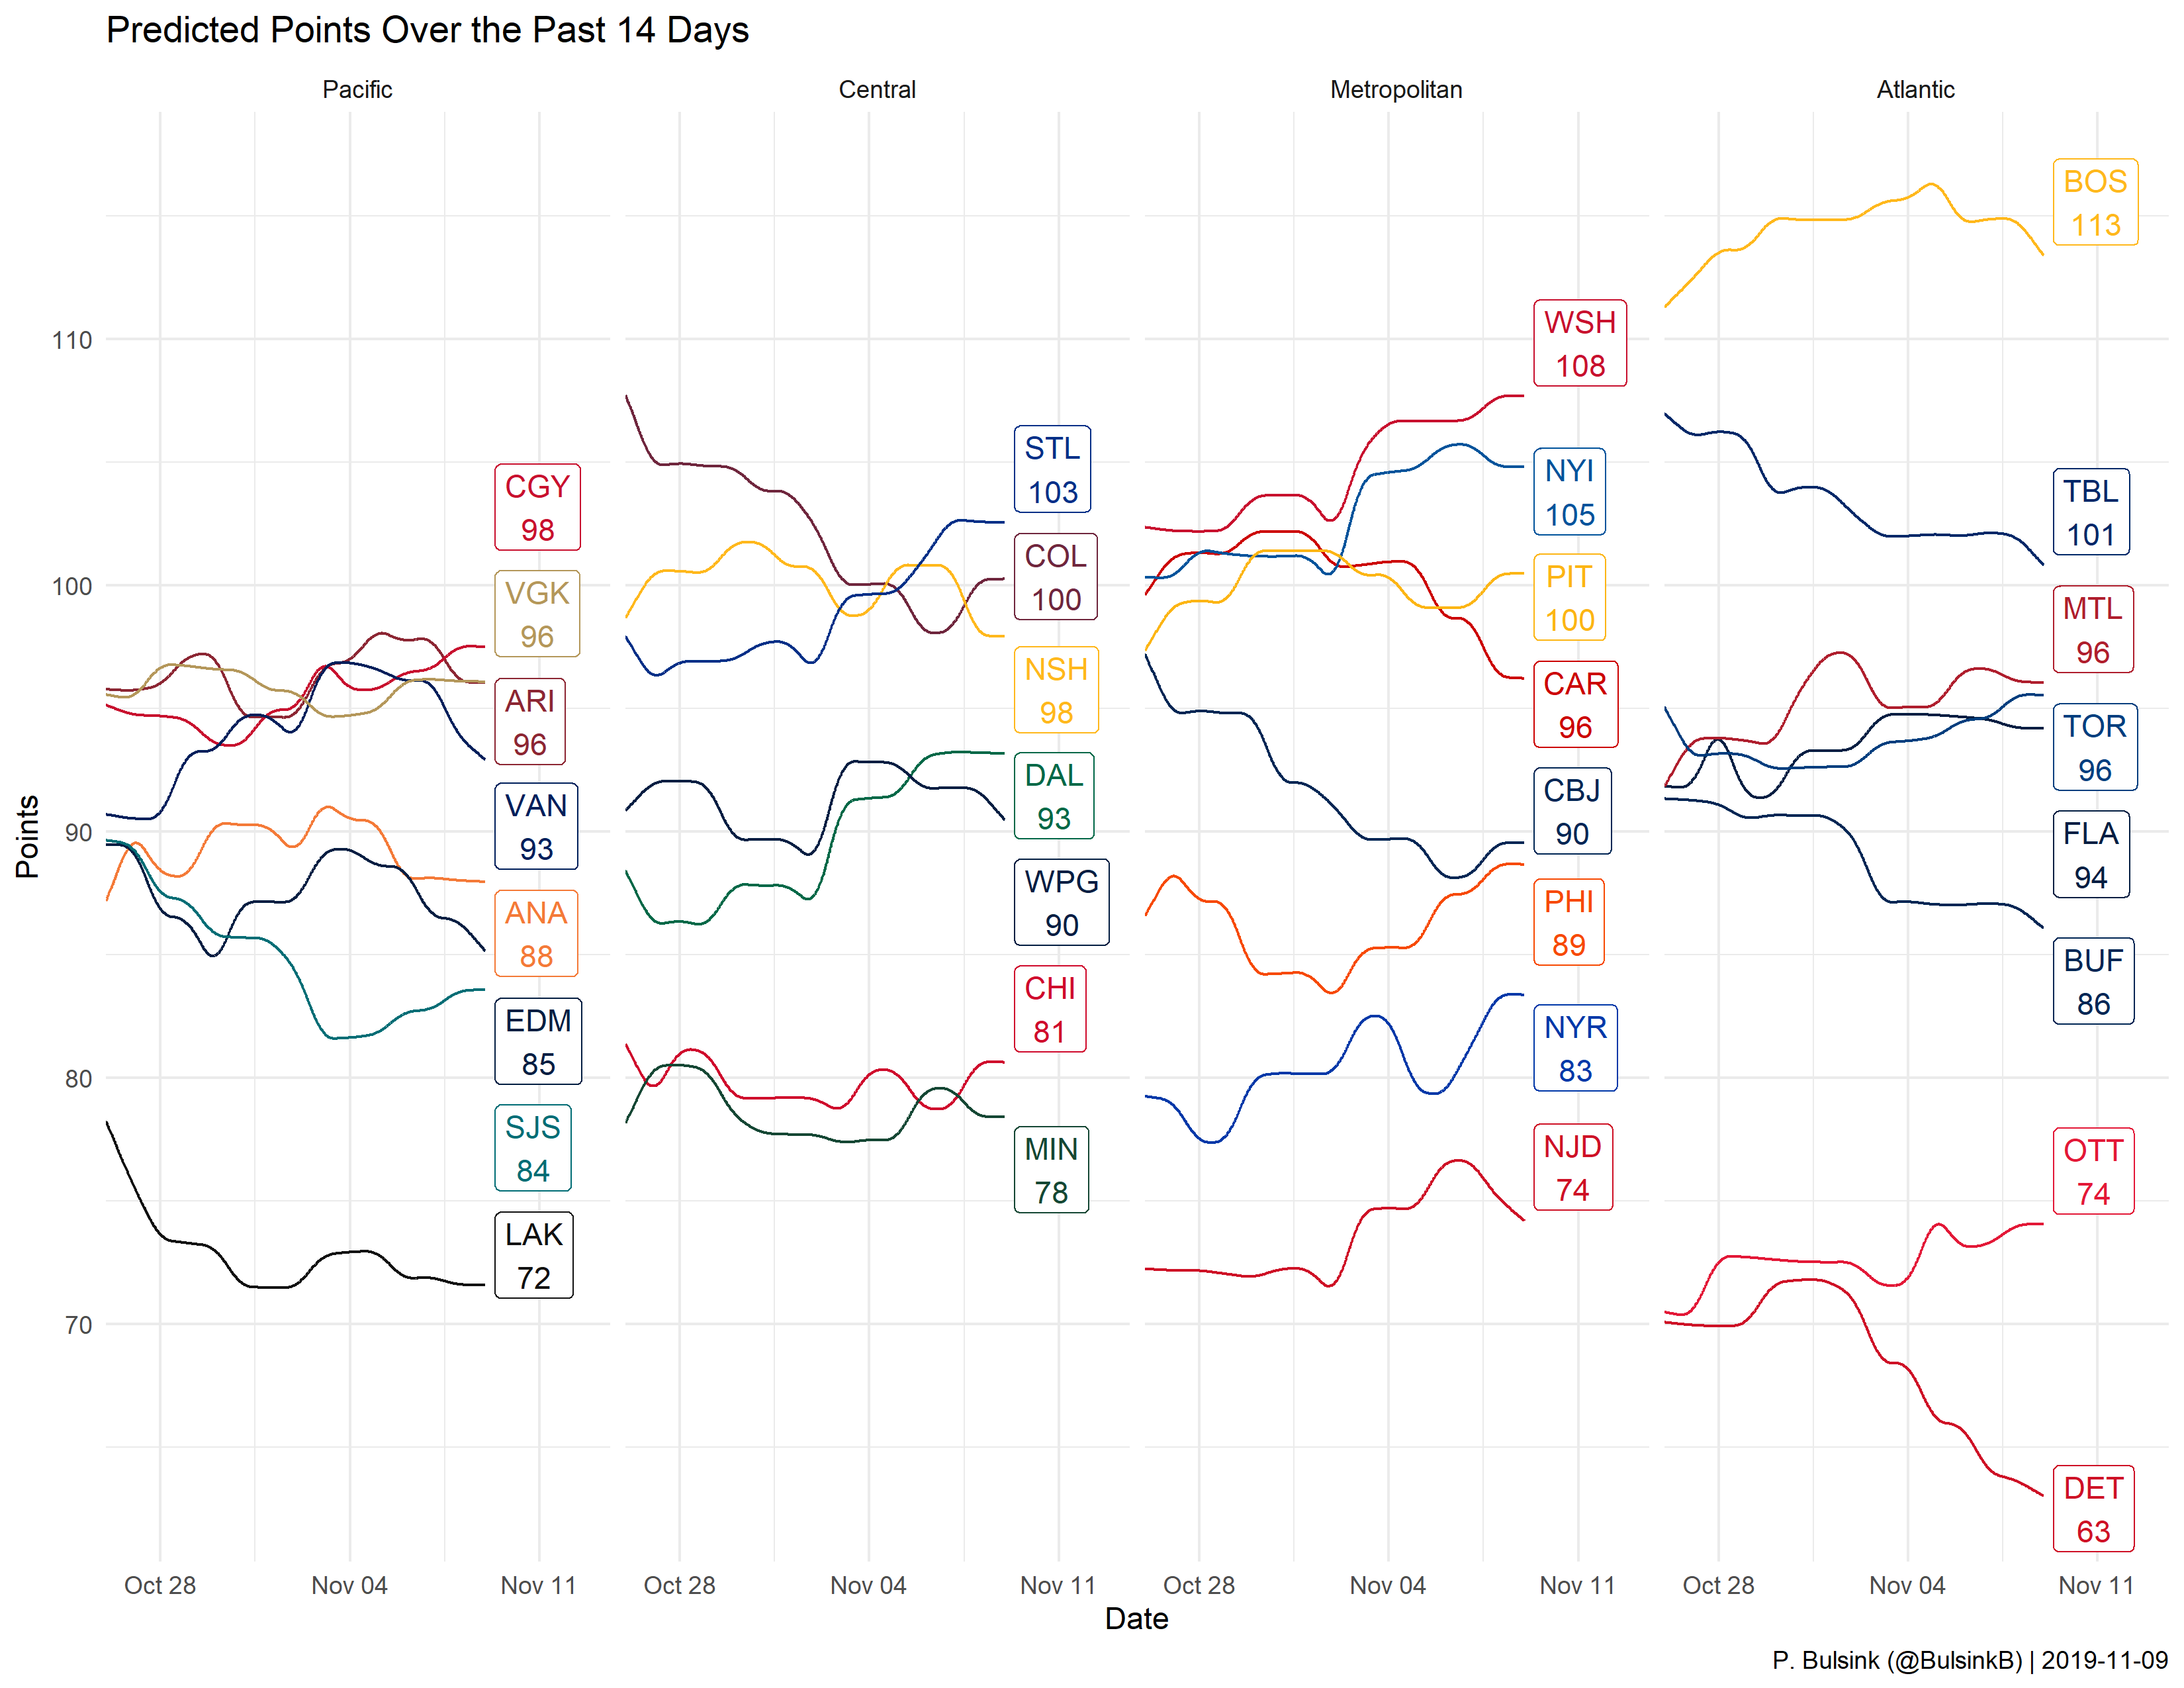 Predicted Points Over the Past 14 Days
Pacific
Central
Metropolitan
Atlantic
Points
110
100
90
80
70
CGY
98
VGK
96
ARI
96
VAN
93
ANA
88
EDM
85
SJS
84
LAK
72
STL
103
COL
100
NSH
98
DAL
93
WPG
90
CHI
81
MIN
78
WSH
108
NYI
105
PIT
100
CAR
96
CBJ
90
PHI
89
NYR
83
NJD
74
BOS
113
TBL
101
MTL
96
TOR
96
FLA
94
BUF
86
OTT
74
DET
63
Oct 28
Nov 04
Nov 11
Oct 28
Nov 04
Nov 11
Oct 28
Nov 04
Nov 11
Oct 28
Nov 04
Nov 11
Date
P. Bulsink (@BulsinkB) | 2019-11-09